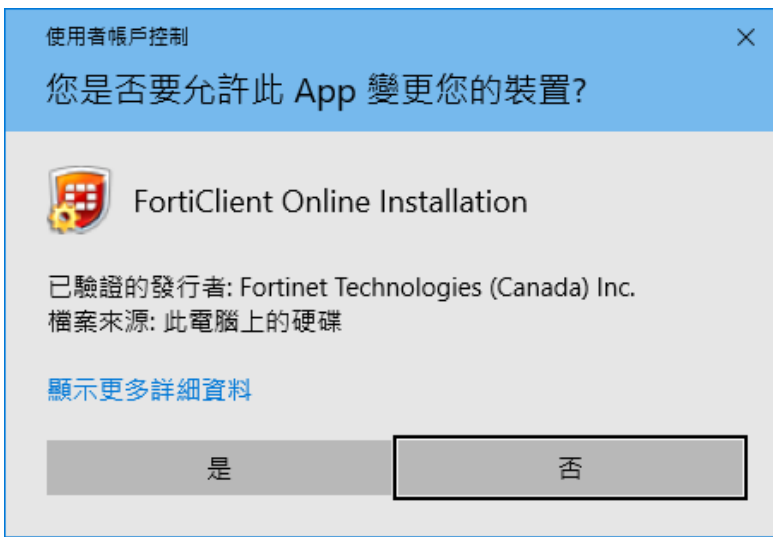 使用者帳戶控制
您是否要允許此 App 變更您的裝置?
FortiClient Online Installation
已驗證的發行者: Fortinet Technologies (Canada) Inc.
檔案來源: 此電腦上的硬碟
顯示更多詳細資料
是
否